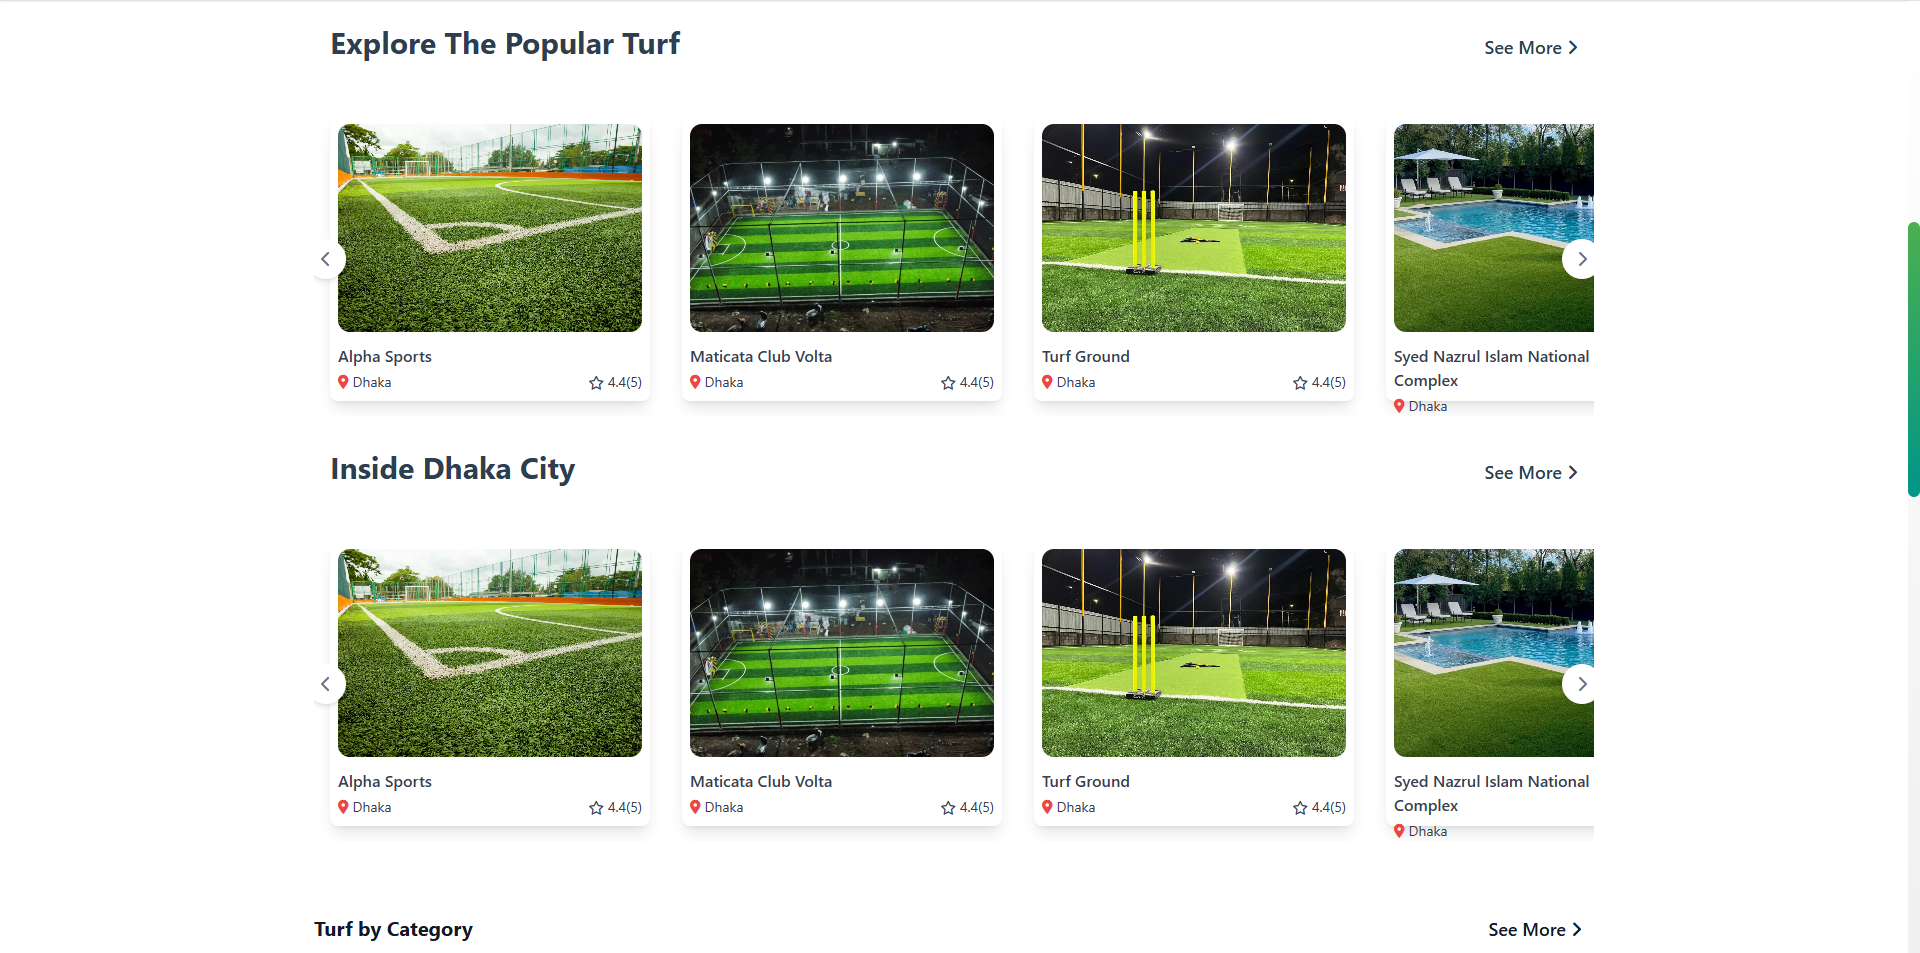 Explore The Popular Turf
See More
Alpha Sports
Dhaka
4.4(5)
Maticata Club Volta
Dhaka
4.4(5)
Turf Ground
Dhaka
4.4(5)
Syed Nazrul Islam National
Complex
Dhaka
Inside Dhaka City
See More
Alpha Sports
Dhaka
4.4(5)
Maticata Club Volta
Dhaka
4.4(5)
Turf Ground
Dhaka
4.4(5)
Syed Nazrul Islam National
Complex
Dhaka
Turf by Category
See More